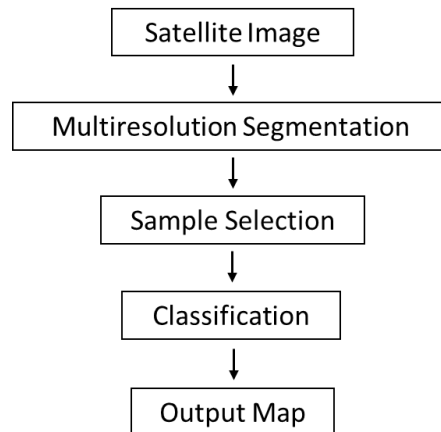 Satellite Image
Multiresolution Segmentation
Sample Selection
Classification
Output Map